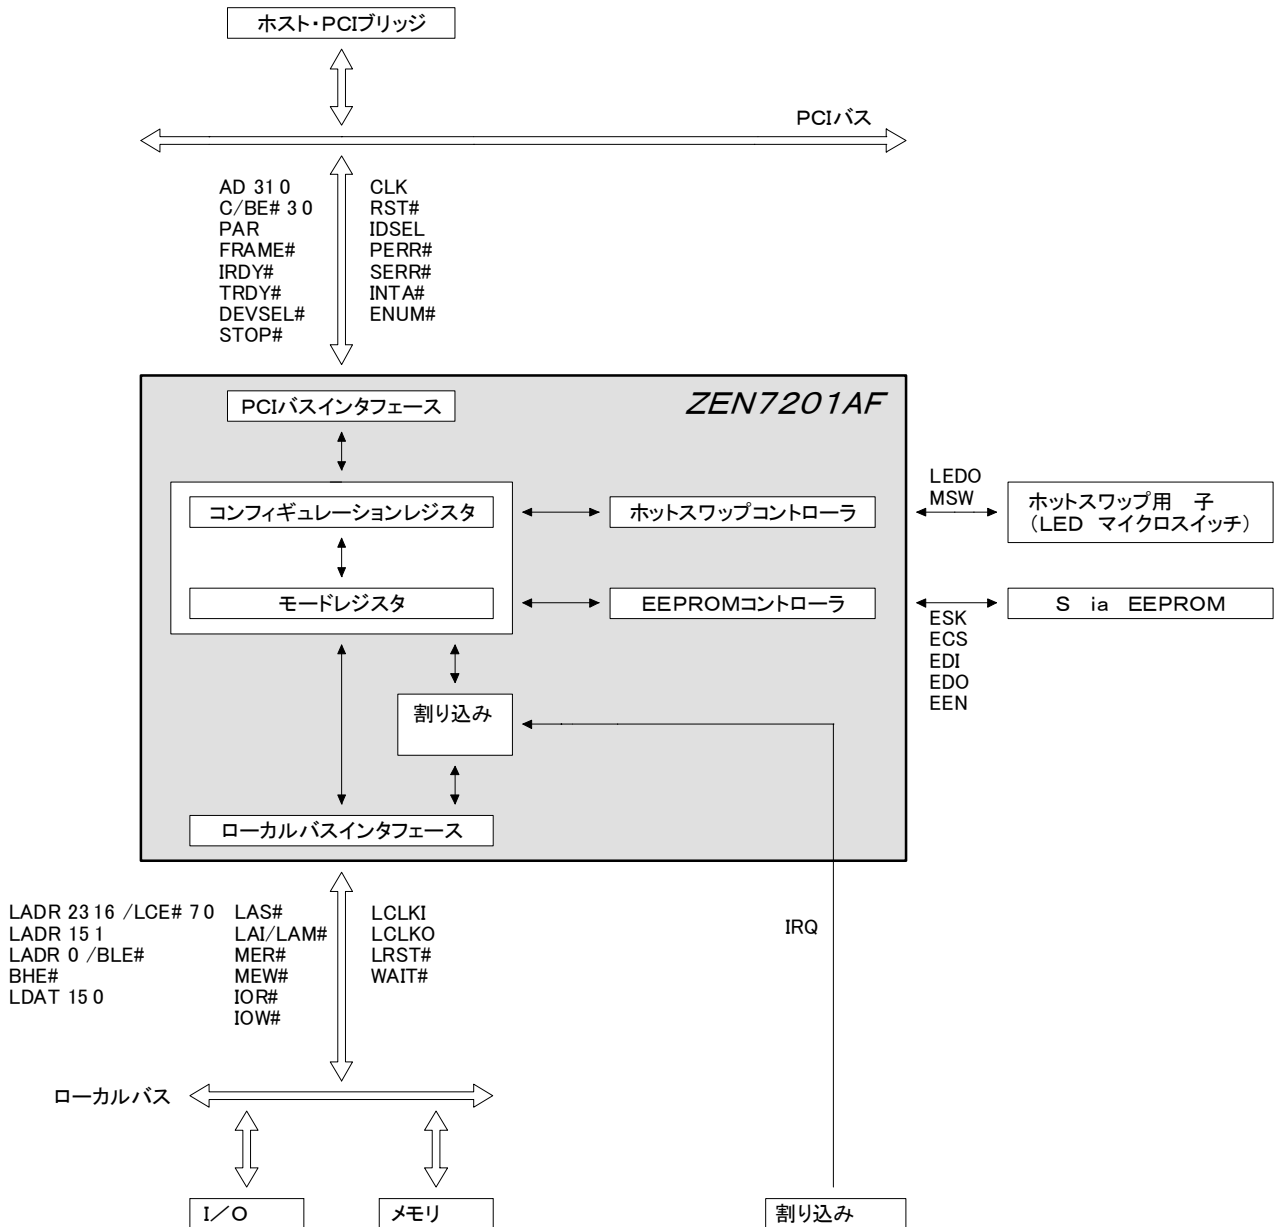 ホスト・PCIブリッジ
PCIバス
AD 31 0
C/BE# 3 0
PAR
FRAME#
IRDY#
TRDY#
DEVSEL#
STOP#
CLK
RST#
IDSEL
PERR#
SERR#
INTA#
ENUM#
ZEN7201AF
PCIバスインタフェース
コンフィギュレーションレジスタ
ホットスワップコントローラ
LEDO
MSW
ホットスワップ用 子
(LED マイクロスイッチ)
モードレジスタ
EEPROMコントローラ
S ia EEPROM
ESK
ECS
EDI
EDO
EEN
割り込み
ローカルバスインタフェース
LADR 23 16 /LCE# 7 0
LADR 15 1
LADR 0 /BLE#
BHE#
LDAT 15 0
LAS#
LAI/LAM#
MER#
MEW#
IOR#
IOW#
LCLKI
LCLKO
LRST#
WAIT#
IRQ
ローカルバス
I/O
メモリ
割り込み